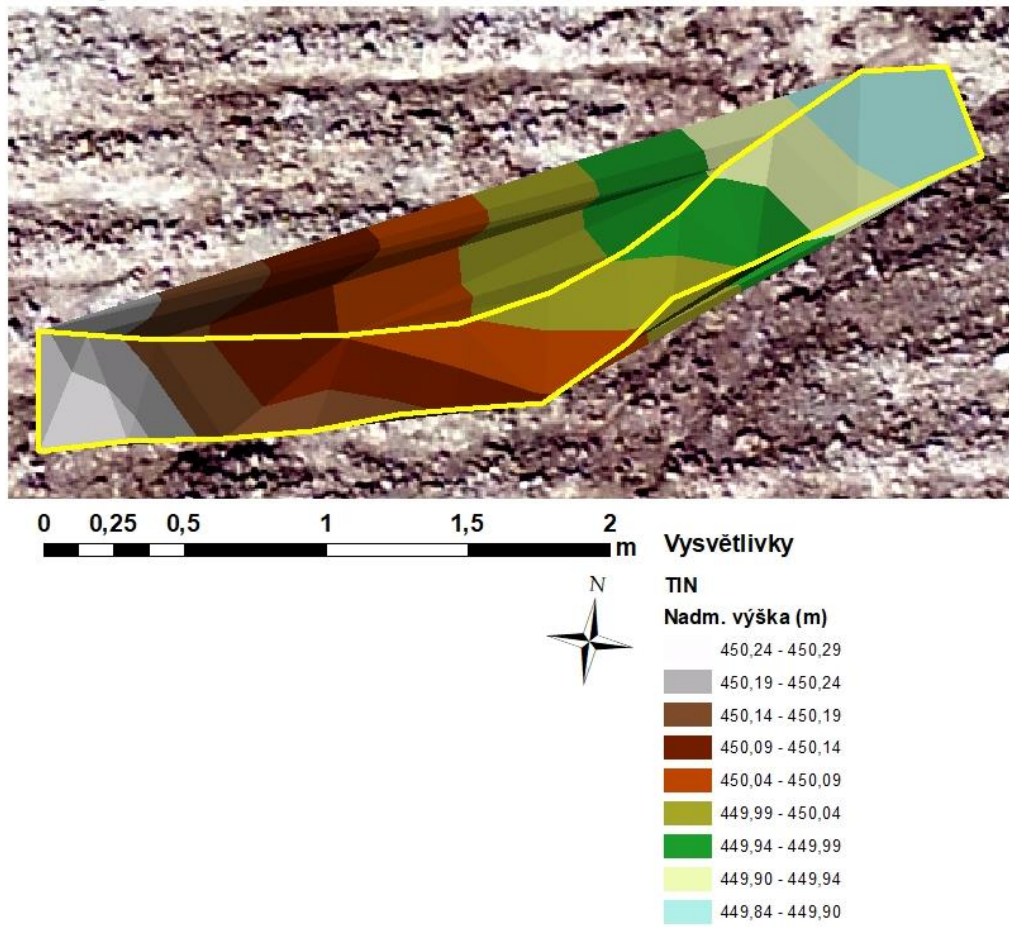 0 0,25 0,5 1 1,5 2
m
Vysvětlivky
N
TIN
Nadm. výška (m)
450,24 - 450,29
450,19 - 450,24
450,14 - 450,19
450,09 - 450,14
450,04 - 450,09
449,99 - 450,04
449,94 - 449,99
449,90 - 449,94
449,84 - 449,90